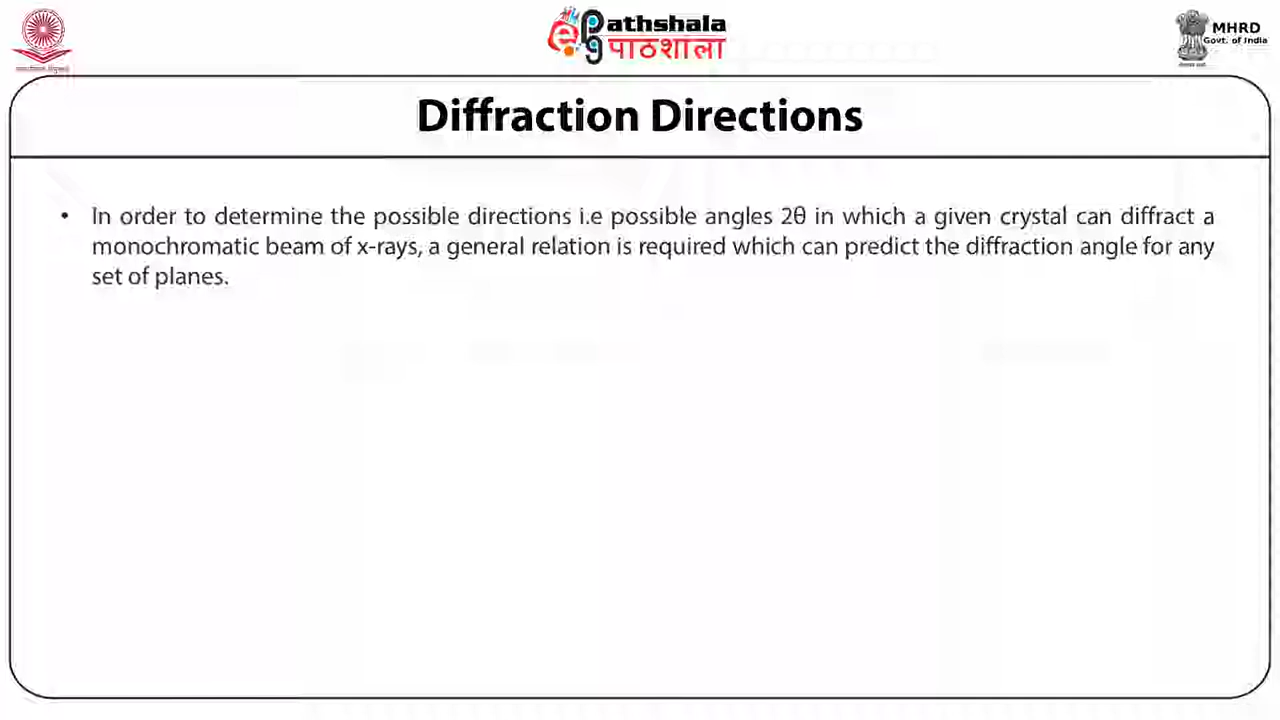 ePathshala
पाठशाला
MHRD
Govt. of India
Diffraction Directions
• In order to determine the possible directions i.e possible angles 2θ in which a given crystal can diffract a
monochromatic beam of x-rays, a general relation is required which can predict the diffraction angle for any
set of planes.